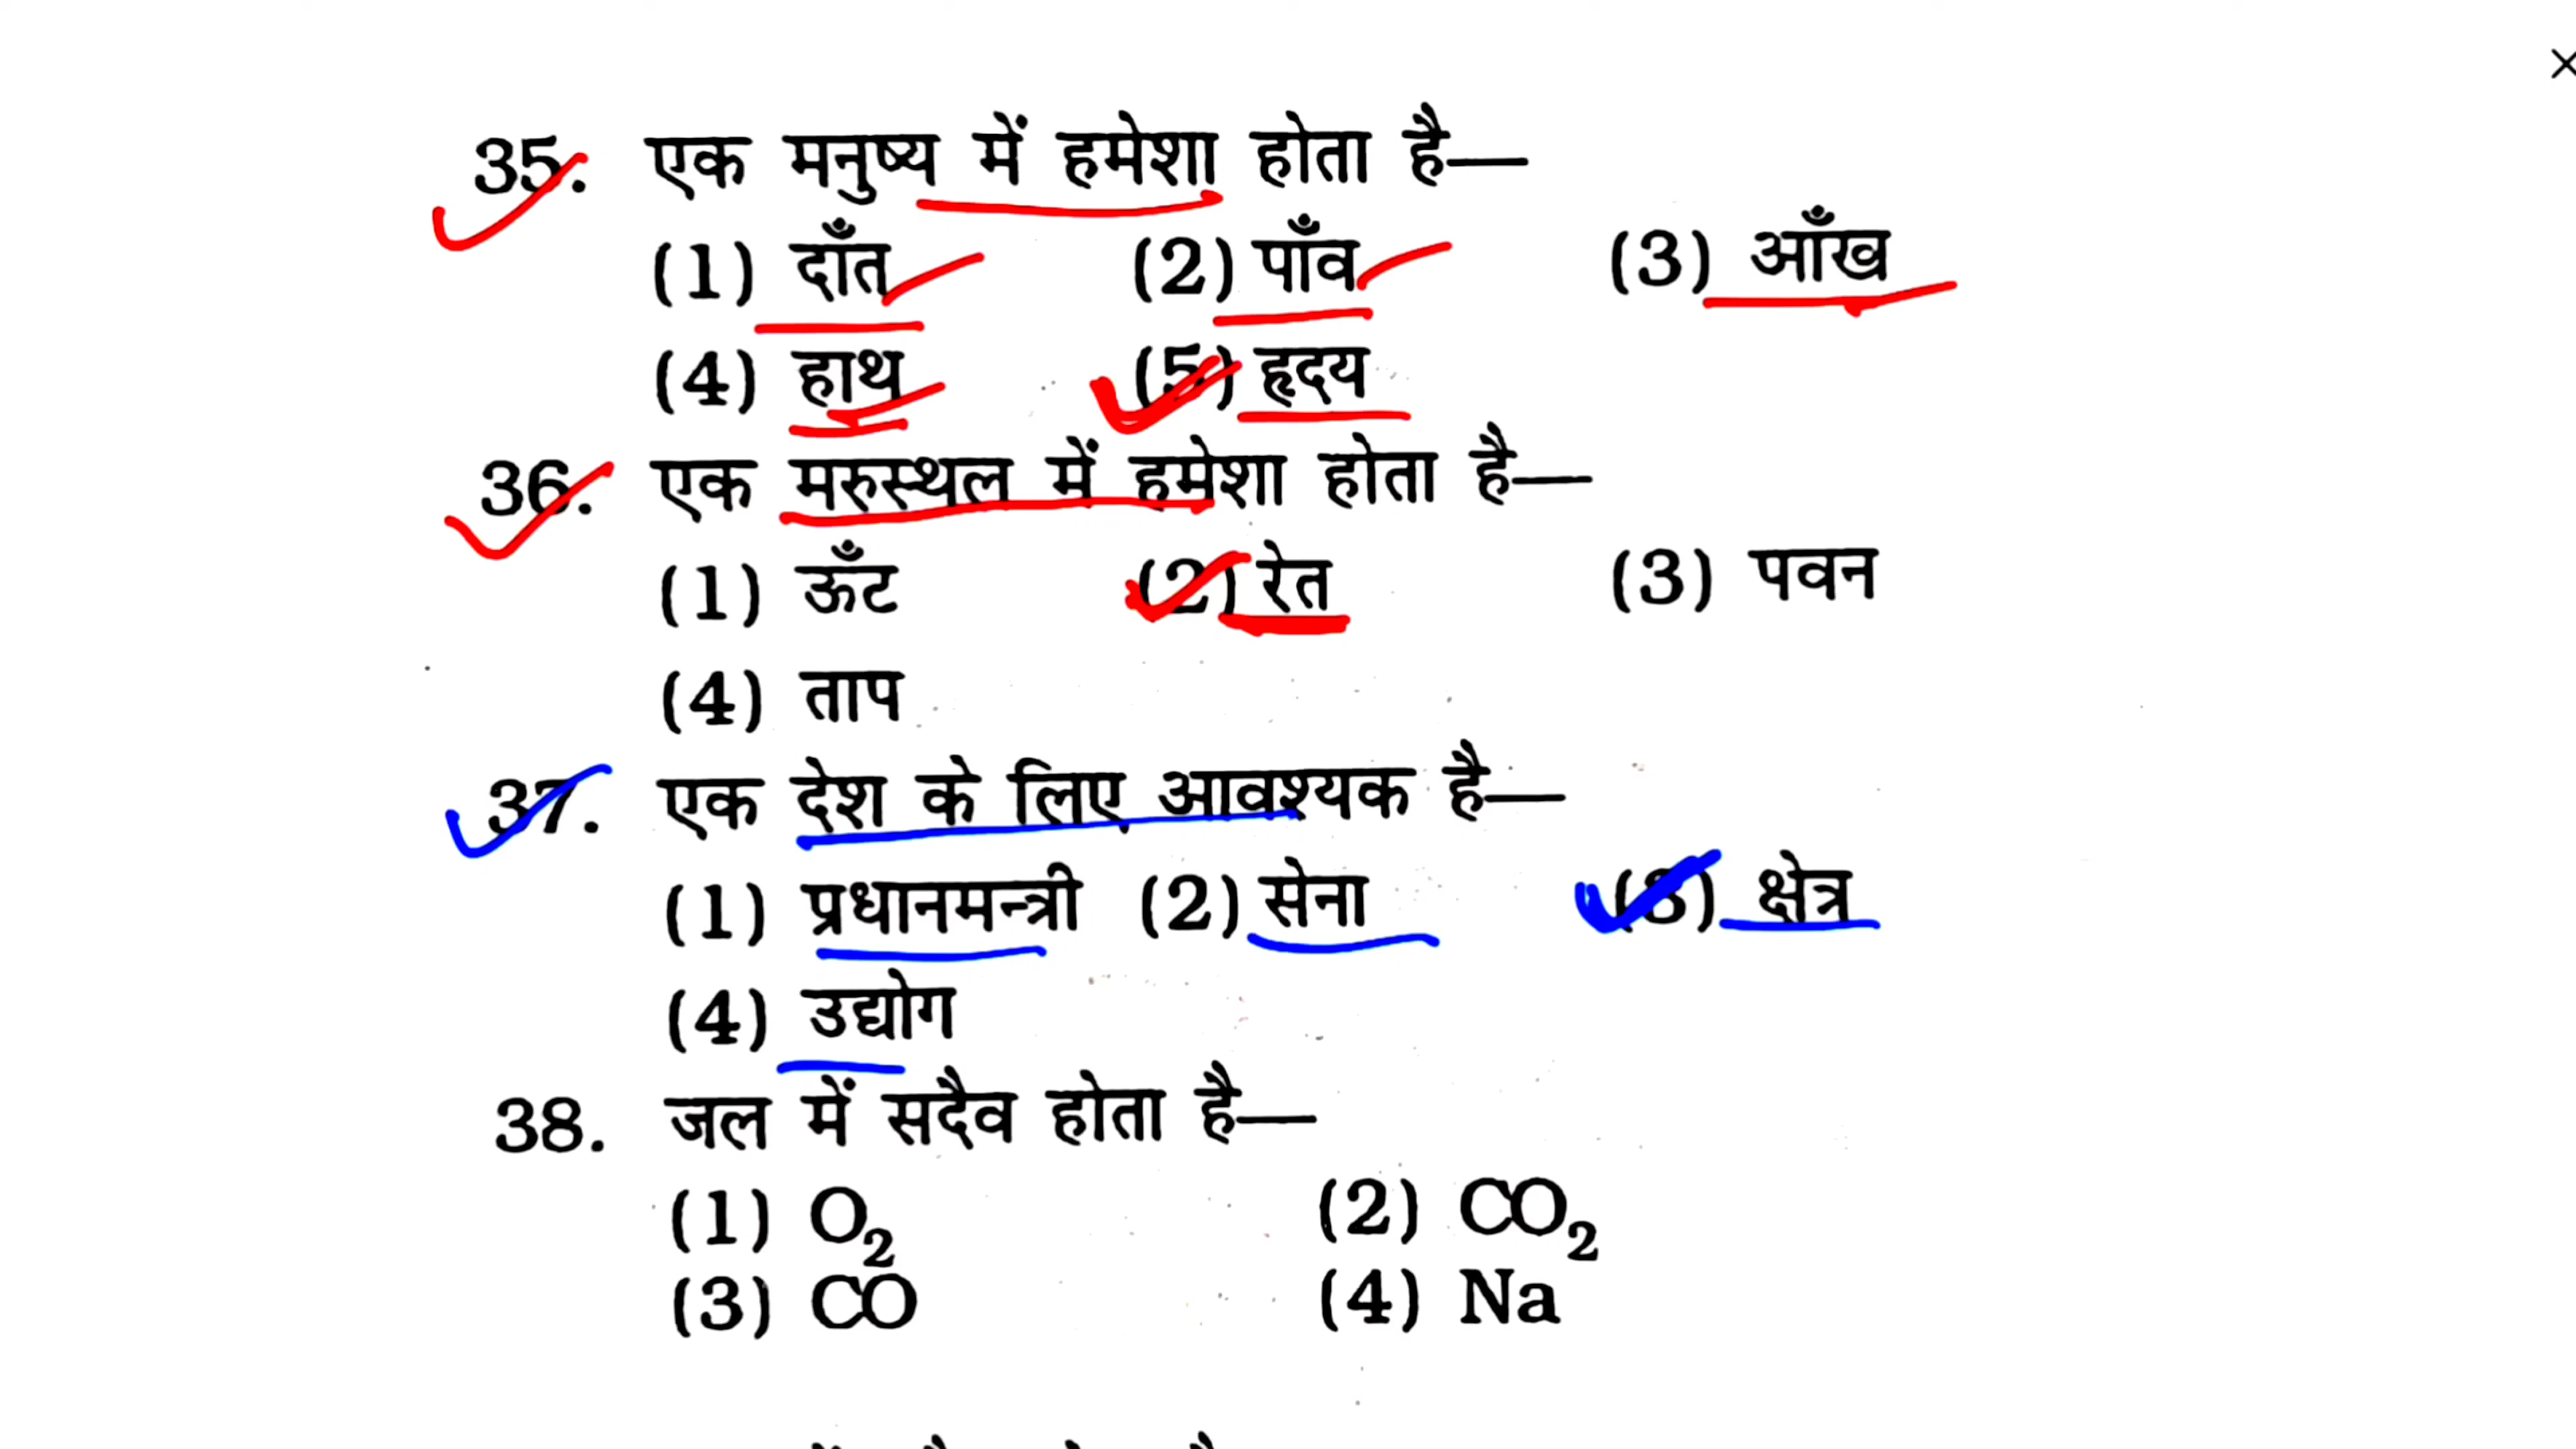 35. एक मनुष्य में हमेशा होता है—
(1) दाँत (2) पाँव (3) आँख
(4) हाथ (5) हृदय
36. एक मरुस्थल में हमेशा होता है—
(1) ऊँट (2) रेत (3) पवन
(4) ताप
37. एक देश के लिए आवश्यक है—
(1) प्रधानमन्त्री (2) सेना (3) क्षेत्र
(4) उद्योग
38. जल में सदैव होता है—
(1) O₂ (2) CO₂
(3) CO (4) Na